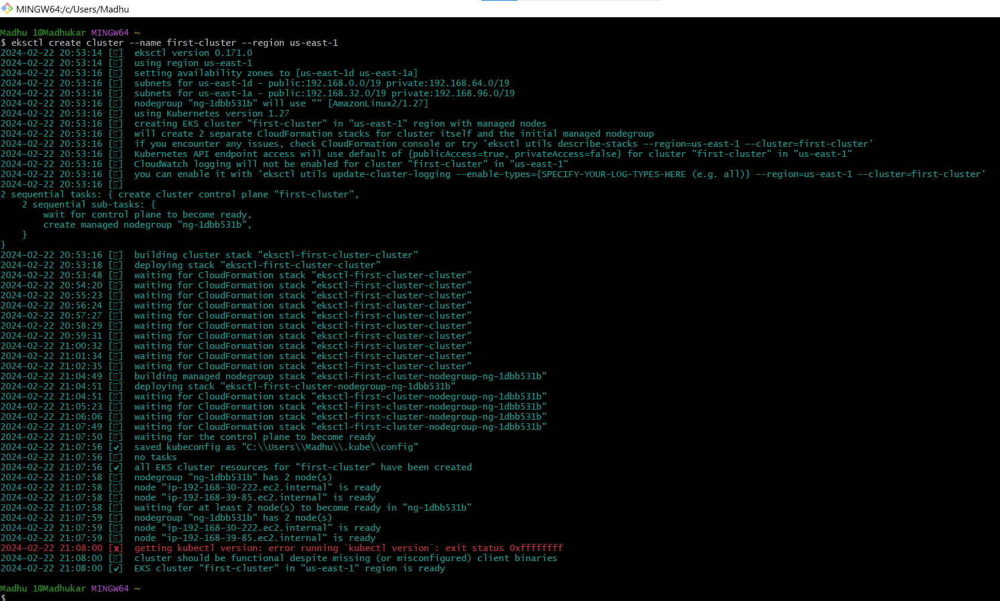 MINGW64:/c/Users/Madhu
Madhu 1@Madhukar MINGW64 ~
$ eksctl create cluster --name first-cluster --region us-east-1
2024-02-22 20:53:14 [i]  eksctl version 0.171.0
2024-02-22 20:53:14 [i]  using region us-east-1
2024-02-22 20:53:16 [i]  setting availability zones to [us-east-1d us-east-1a]
2024-02-22 20:53:16 [i]  subnets for us-east-1d - public:192.168.0.0/19 private:192.168.64.0/19
2024-02-22 20:53:16 [i]  subnets for us-east-1a - public:192.168.32.0/19 private:192.168.96.0/19
2024-02-22 20:53:16 [i]  nodegroup "ng-1dbb531b" will use "" [AmazonLinux2/1.27]
2024-02-22 20:53:16 [i]  using Kubernetes version 1.27
2024-02-22 20:53:16 [i]  creating EKS cluster "first-cluster" in "us-east-1" region with managed nodes
2024-02-22 20:53:16 [i]  will create 2 separate CloudFormation stacks for cluster itself and the initial managed nodegroup
2024-02-22 20:53:16 [i]  if you encounter any issues, check CloudFormation console or try 'eksctl utils describe-stacks --region=us-east-1 --cluster=first-cluster'
2024-02-22 20:53:16 [i]  Kubernetes API endpoint access will use default of {publicAccess=true, privateAccess=false} for cluster "first-cluster" in "us-east-1"
2024-02-22 20:53:16 [i]  CloudWatch logging will not be enabled for cluster "first-cluster" in "us-east-1"
2024-02-22 20:53:16 [i]  you can enable it with 'eksctl utils update-cluster-logging --enable-types={SPECIFY-YOUR-LOG-TYPES-HERE (e.g. all)} --region=us-east-1 --cluster=first-cluster'
2024-02-22 20:53:16 [i]
2 sequential tasks: { create cluster control plane "first-cluster",
    2 sequential sub-tasks: {
        wait for control plane to become ready,
        create managed nodegroup "ng-1dbb531b",
    }
}
2024-02-22 20:53:16 [i]  building cluster stack "eksctl-first-cluster-cluster"
2024-02-22 20:53:18 [i]  deploying stack "eksctl-first-cluster-cluster"
2024-02-22 20:53:48 [i]  waiting for CloudFormation stack "eksctl-first-cluster-cluster"
2024-02-22 20:54:20 [i]  waiting for CloudFormation stack "eksctl-first-cluster-cluster"
2024-02-22 20:55:23 [i]  waiting for CloudFormation stack "eksctl-first-cluster-cluster"
2024-02-22 20:56:24 [i]  waiting for CloudFormation stack "eksctl-first-cluster-cluster"
2024-02-22 20:57:27 [i]  waiting for CloudFormation stack "eksctl-first-cluster-cluster"
2024-02-22 20:58:29 [i]  waiting for CloudFormation stack "eksctl-first-cluster-cluster"
2024-02-22 20:59:31 [i]  waiting for CloudFormation stack "eksctl-first-cluster-cluster"
2024-02-22 21:00:32 [i]  waiting for CloudFormation stack "eksctl-first-cluster-cluster"
2024-02-22 21:01:34 [i]  waiting for CloudFormation stack "eksctl-first-cluster-cluster"
2024-02-22 21:02:35 [i]  waiting for CloudFormation stack "eksctl-first-cluster-cluster"
2024-02-22 21:04:49 [i]  building managed nodegroup stack "eksctl-first-cluster-nodegroup-ng-1dbb531b"
2024-02-22 21:04:51 [i]  deploying stack "eksctl-first-cluster-nodegroup-ng-1dbb531b"
2024-02-22 21:04:51 [i]  waiting for CloudFormation stack "eksctl-first-cluster-nodegroup-ng-1dbb531b"
2024-02-22 21:05:23 [i]  waiting for CloudFormation stack "eksctl-first-cluster-nodegroup-ng-1dbb531b"
2024-02-22 21:06:06 [i]  waiting for CloudFormation stack "eksctl-first-cluster-nodegroup-ng-1dbb531b"
2024-02-22 21:07:49 [i]  waiting for CloudFormation stack "eksctl-first-cluster-nodegroup-ng-1dbb531b"
2024-02-22 21:07:50 [i]  waiting for the control plane to become ready
2024-02-22 21:07:56 [✔]  saved kubeconfig as "C:\\Users\\Madhu\\.kube\\config"
2024-02-22 21:07:56 [i]  no tasks
2024-02-22 21:07:56 [✔]  all EKS cluster resources for "first-cluster" have been created
2024-02-22 21:07:58 [i]  nodegroup "ng-1dbb531b" has 2 node(s)
2024-02-22 21:07:58 [i]  node "ip-192-168-30-222.ec2.internal" is ready
2024-02-22 21:07:58 [i]  node "ip-192-168-39-85.ec2.internal" is ready
2024-02-22 21:07:58 [i]  waiting for at least 2 node(s) to become ready in "ng-1dbb531b"
2024-02-22 21:07:59 [i]  nodegroup "ng-1dbb531b" has 2 node(s)
2024-02-22 21:07:59 [i]  node "ip-192-168-30-222.ec2.internal" is ready
2024-02-22 21:07:59 [i]  node "ip-192-168-39-85.ec2.internal" is ready
2024-02-22 21:08:00 [x]  getting kubectl version: error running `kubectl version`: exit status 0xffffffff
2024-02-22 21:08:00 [i]  cluster should be functional despite missing (or misconfigured) client binaries
2024-02-22 21:08:00 [✔]  EKS cluster "first-cluster" in "us-east-1" region is ready
Madhu 1@Madhukar MINGW64 ~
$